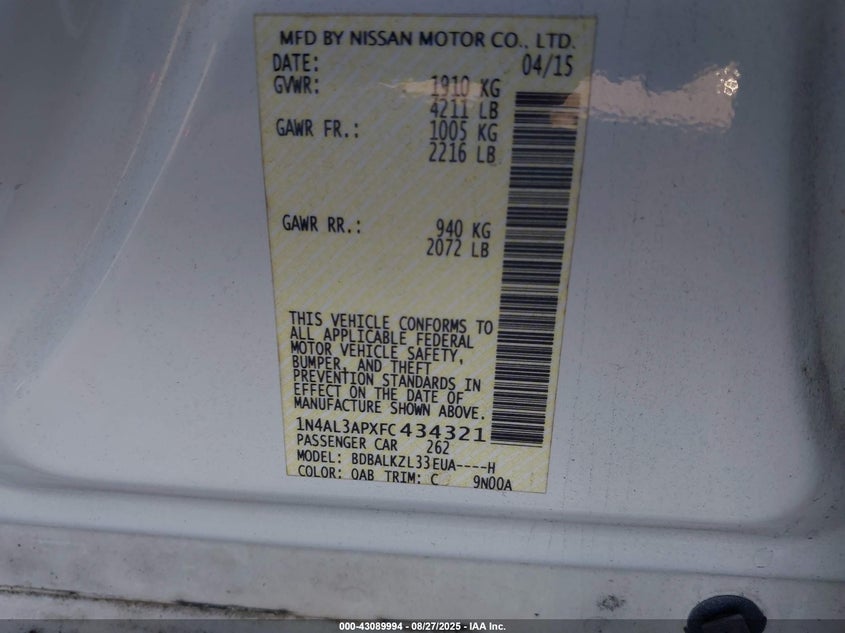 MFD BY NISSAN MOTOR CO., LTD.
DATE: 04/15
GVWR: 1910 KG
4211 LB
GAWR FR.: 1005 KG
2216 LB
GAWR RR.: 940 KG
2072 LB
THIS VEHICLE CONFORMS TO
ALL APPLICABLE FEDERAL
MOTOR VEHICLE SAFETY,
BUMPER, AND THEFT
PREVENTION STANDARDS IN
EFFECT ON THE DATE OF
MANUFACTURE SHOWN ABOVE.
1N4AL3APXFC434321
PASSENGER CAR 262
MODEL: BDBALKZL33EUA----H
COLOR: QAB TRIM: C 9N00A
000-43089994 - 08/27/2025 - IAA Inc.